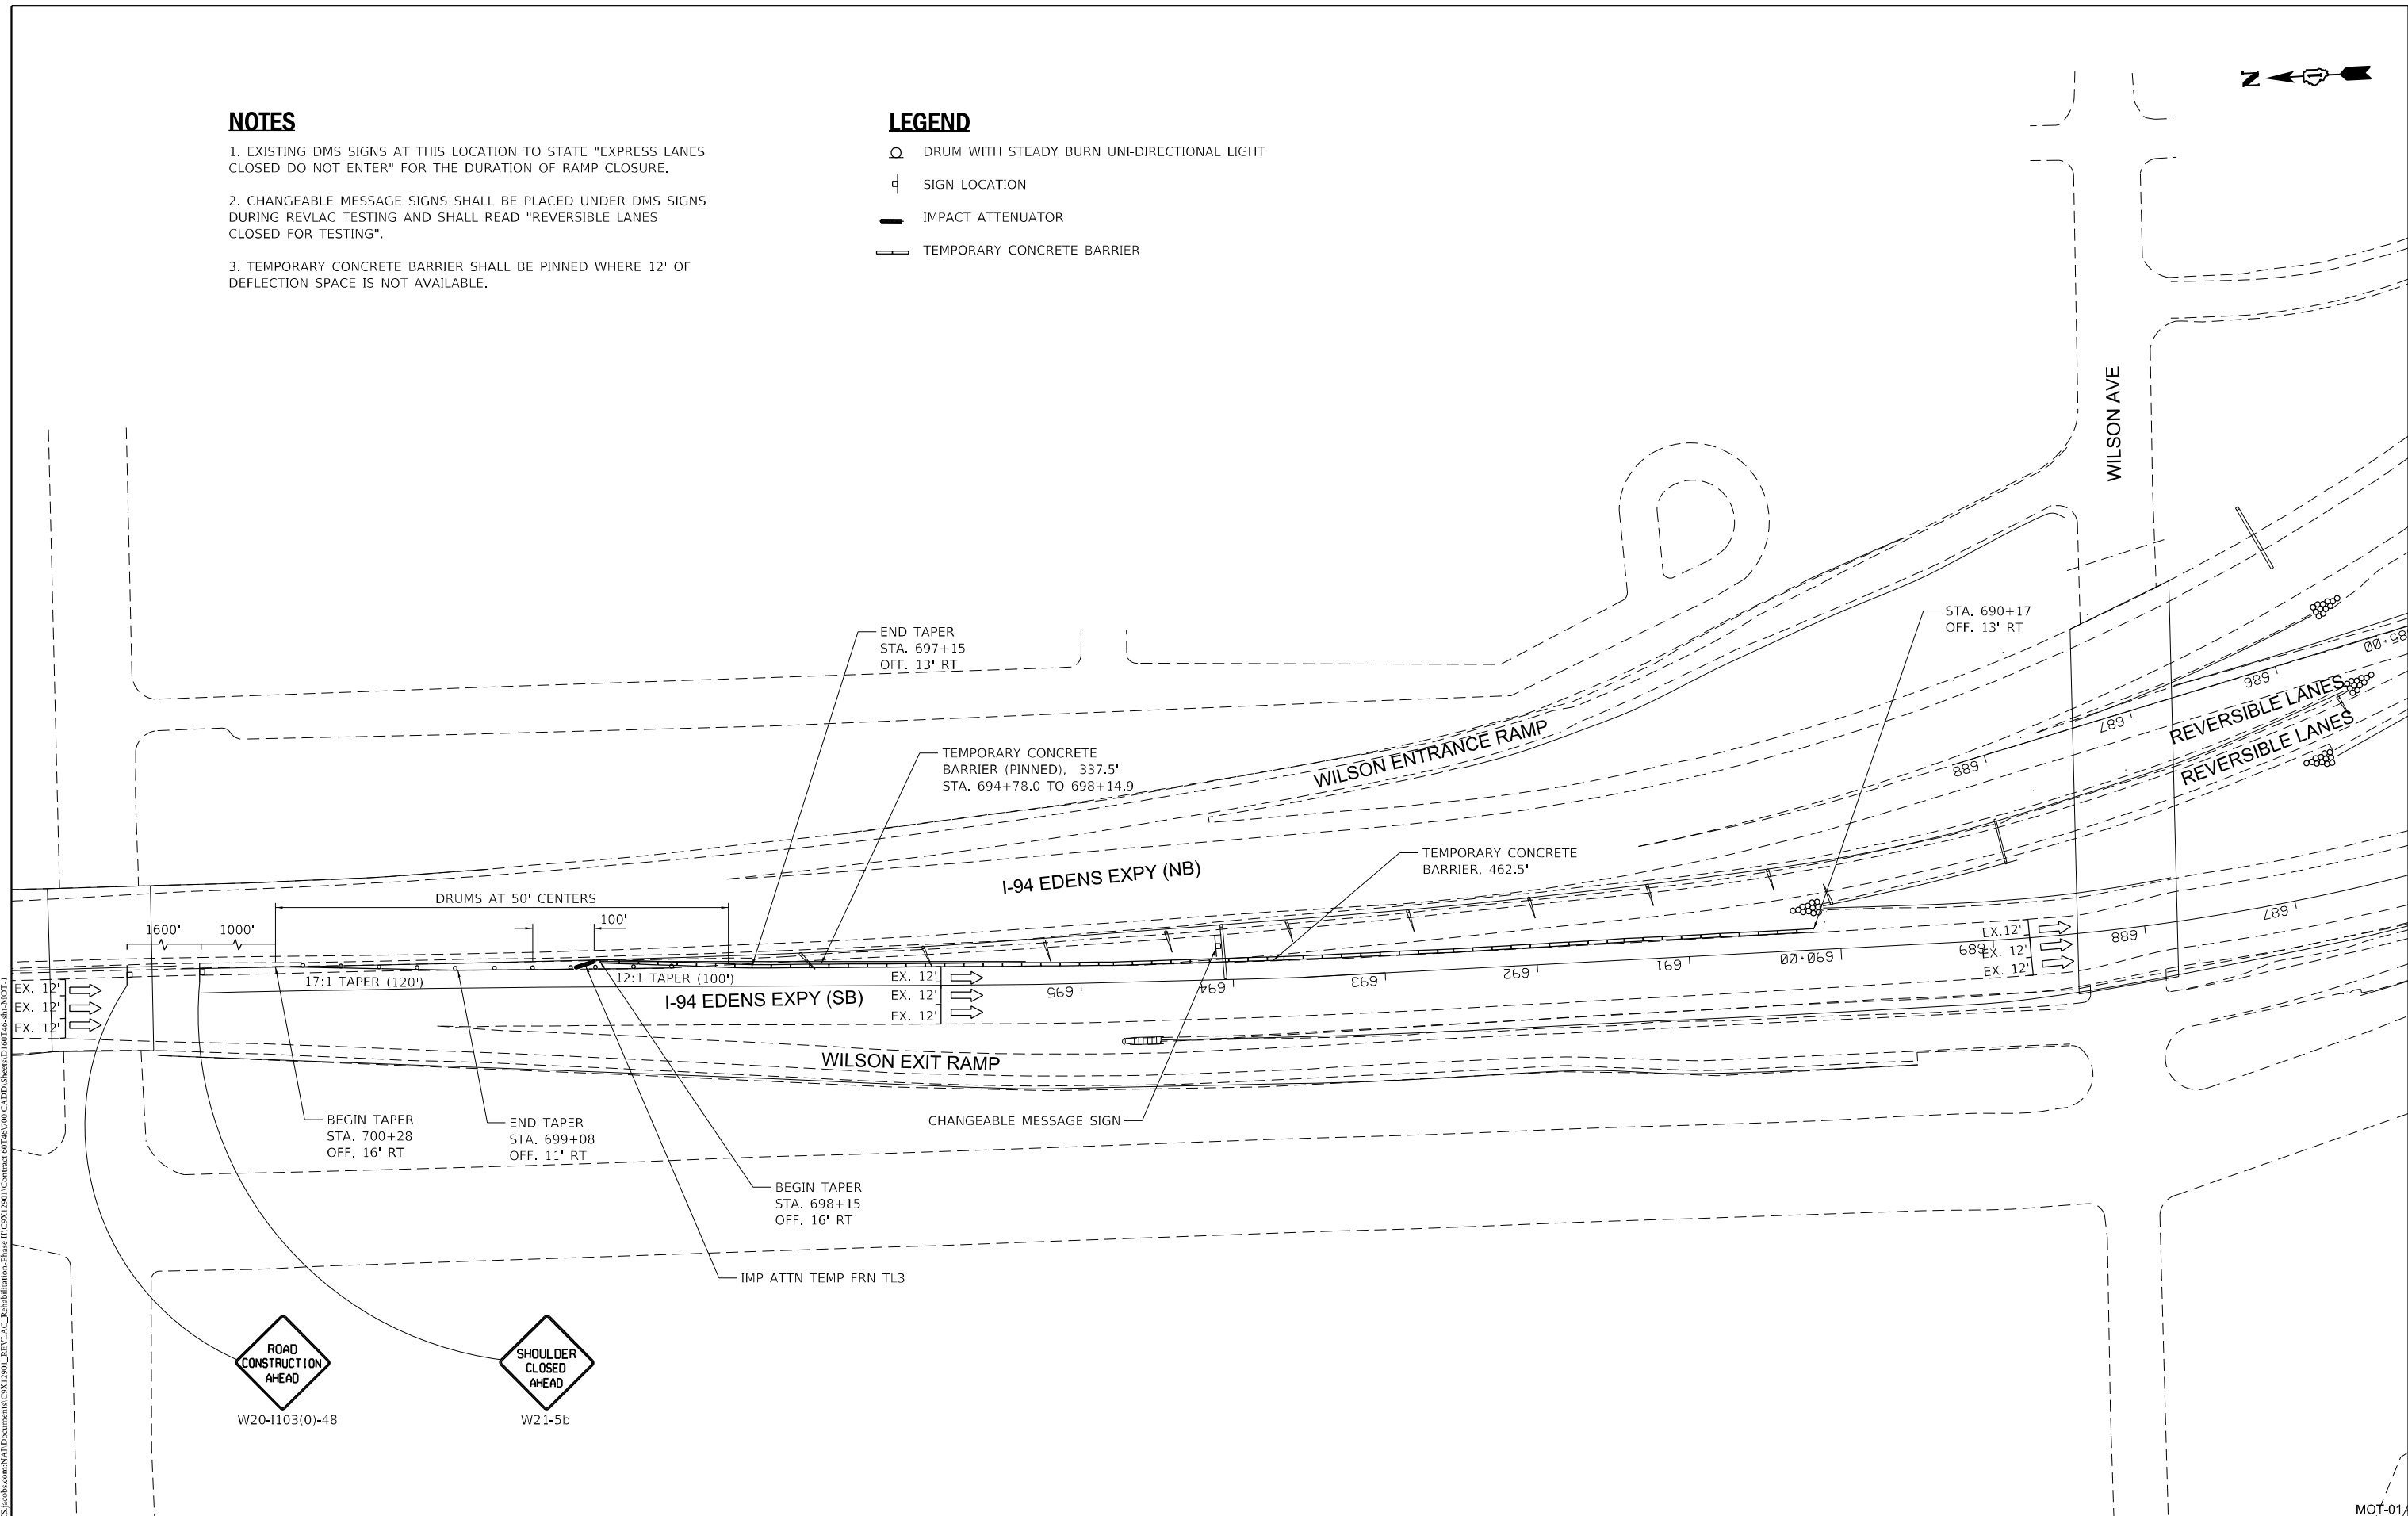 N
NOTES
1. EXISTING DMS SIGNS AT THIS LOCATION TO STATE "EXPRESS LANES
CLOSED DO NOT ENTER" FOR THE DURATION OF RAMP CLOSURE.
2. CHANGEABLE MESSAGE SIGNS SHALL BE PLACED UNDER DMS SIGNS
DURING REVLAC TESTING AND SHALL READ "REVERSIBLE LANES
CLOSED FOR TESTING".
3. TEMPORARY CONCRETE BARRIER SHALL BE PINNED WHERE 12' OF
DEFLECTION SPACE IS NOT AVAILABLE.
LEGEND
DRUM WITH STEADY BURN UNI-DIRECTIONAL LIGHT
SIGN LOCATION
IMPACT ATTENUATOR
TEMPORARY CONCRETE BARRIER
WILSON AVE
STA. 690+17
OFF. 13' RT
END TAPER
STA. 697+15
OFF. 13' RT
TEMPORARY CONCRETE
BARRIER (PINNED), 337.5'
STA. 694+78.0 TO 698+14.9
WILSON ENTRANCE RAMP
REVERSIBLE LANES
REVERSIBLE LANES
686
687
688
TEMPORARY CONCRETE
BARRIER, 462.5'
I-94 EDENS EXPY (NB)
DRUMS AT 50' CENTERS
100'
1600'
1000'
17:1 TAPER (120')
12:1 TAPER (100')
I-94 EDENS EXPY (SB)
EX. 12'
EX. 12'
EX. 12'
EX. 12'
EX. 12'
EX. 12'
695
694
693
692
691
690+00
689
688
687
EX. 12'
EX. 12'
EX. 12'
WILSON EXIT RAMP
CHANGEABLE MESSAGE SIGN
BEGIN TAPER
STA. 700+28
OFF. 16' RT
END TAPER
STA. 699+08
OFF. 11' RT
BEGIN TAPER
STA. 698+15
OFF. 16' RT
IMP ATTN TEMP FRN TL3
ROAD
CONSTRUCTION
AHEAD
W20-I103(0)-48
SHOULDER
CLOSED
AHEAD
W21-5b
MOT-01